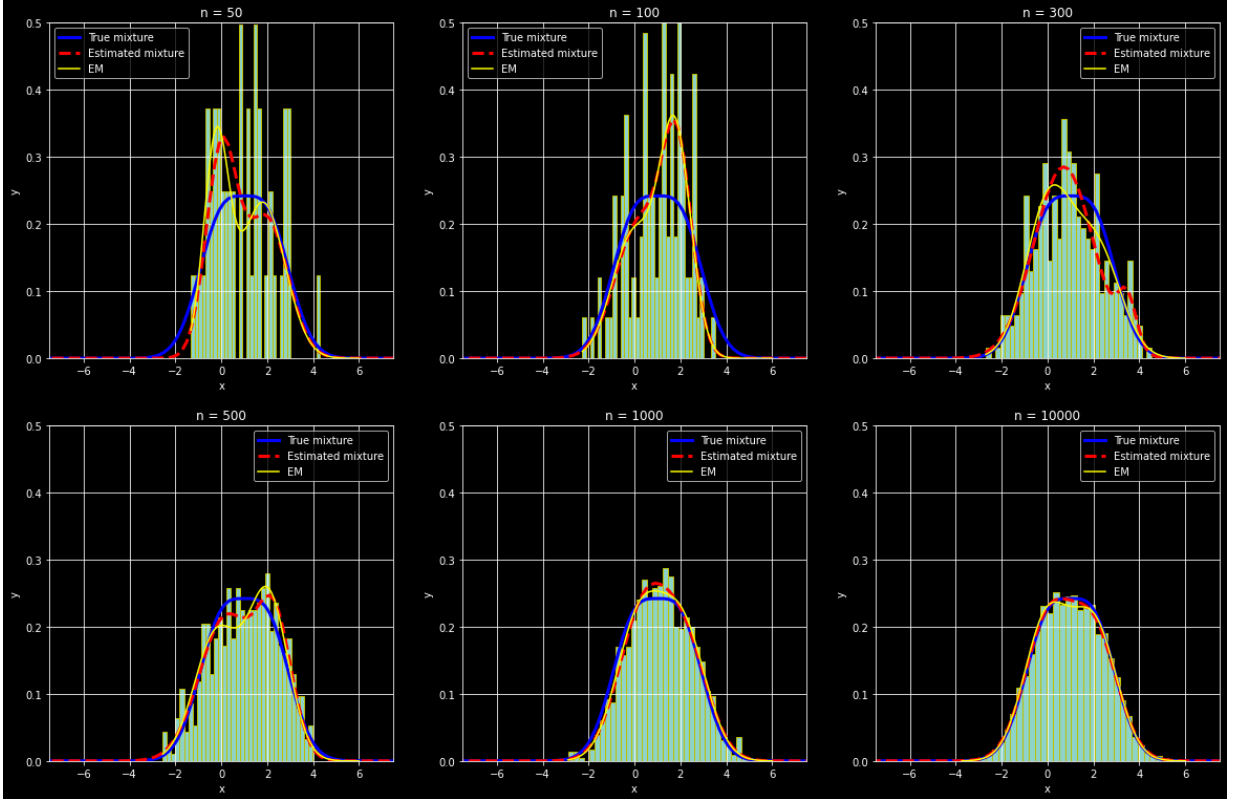 n = 50
0.5
0.4
0.3
0.2
0.1
0.0
y
True mixture
Estimated mixture
EM
−6 −4 −2 0 2 4 6
x
n = 100
0.5
0.4
0.3
0.2
0.1
0.0
y
True mixture
Estimated mixture
EM
−6 −4 −2 0 2 4 6
x
n = 300
0.5
0.4
0.3
0.2
0.1
0.0
y
True mixture
Estimated mixture
EM
−6 −4 −2 0 2 4 6
x
n = 500
0.5
0.4
0.3
0.2
0.1
0.0
y
True mixture
Estimated mixture
EM
−6 −4 −2 0 2 4 6
x
n = 1000
0.5
0.4
0.3
0.2
0.1
0.0
y
True mixture
Estimated mixture
EM
−6 −4 −2 0 2 4 6
x
n = 10000
0.5
0.4
0.3
0.2
0.1
0.0
y
True mixture
Estimated mixture
EM
−6 −4 −2 0 2 4 6
x